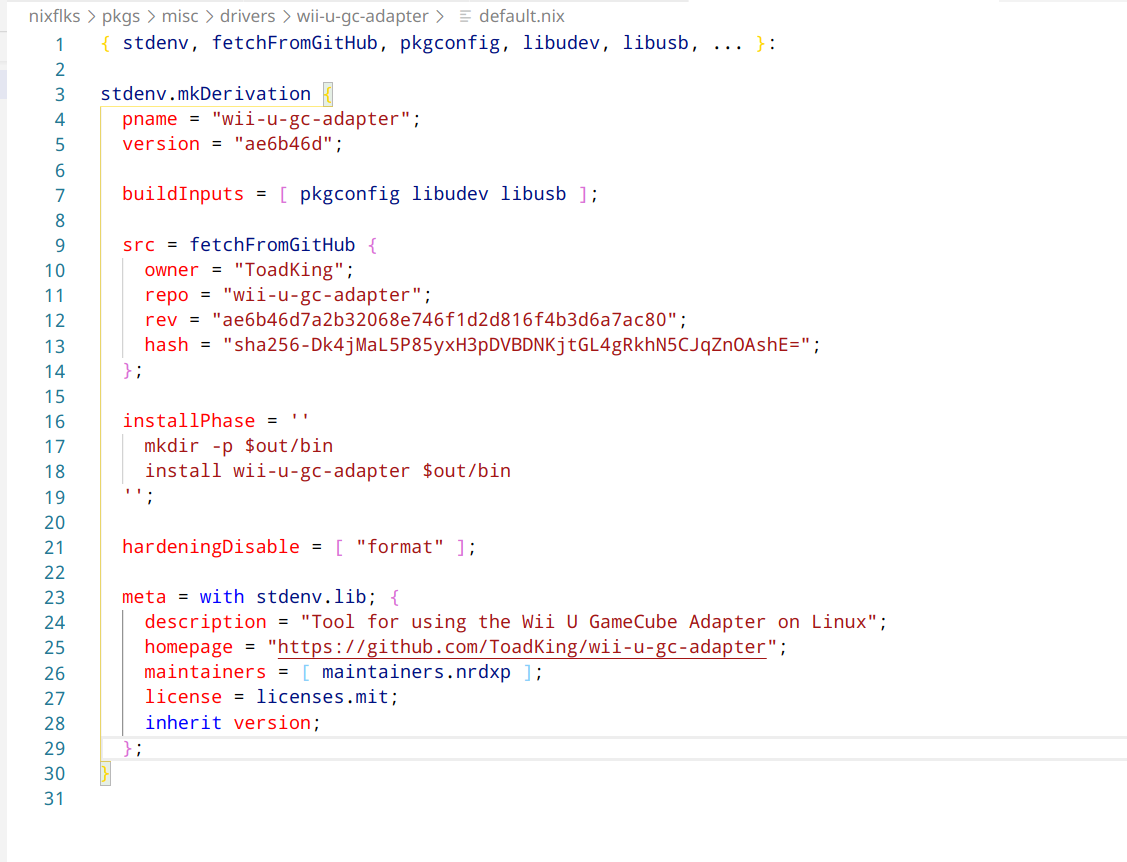 nixflks > pkgs > misc > drivers > wii-u-gc-adapter > default.nix
1 { stdenv, fetchFromGitHub, pkgconfig, libudev, libusb, ... }:
2
3 stdenv.mkDerivation {
4   pname = "wii-u-gc-adapter";
5   version = "ae6b46d";
6
7   buildInputs = [ pkgconfig libudev libusb ];
8
9   src = fetchFromGitHub {
10     owner = "ToadKing";
11     repo = "wii-u-gc-adapter";
12     rev = "ae6b46d7a2b32068e746f1d2d816f4b3d6a7ac80";
13     hash = "sha256-Dk4jMaL5P85yxH3pDVBDNKjtGL4gRkhN5CJqZnOAshE=";
14   };
15
16   installPhase = ''
17     mkdir -p $out/bin
18     install wii-u-gc-adapter $out/bin
19   '';
20
21   hardeningDisable = [ "format" ];
22
23   meta = with stdenv.lib; {
24     description = "Tool for using the Wii U GameCube Adapter on Linux";
25     homepage = "https://github.com/ToadKing/wii-u-gc-adapter";
26     maintainers = [ maintainers.nrdxp ];
27     license = licenses.mit;
28     inherit version;
29   };
30 }
31